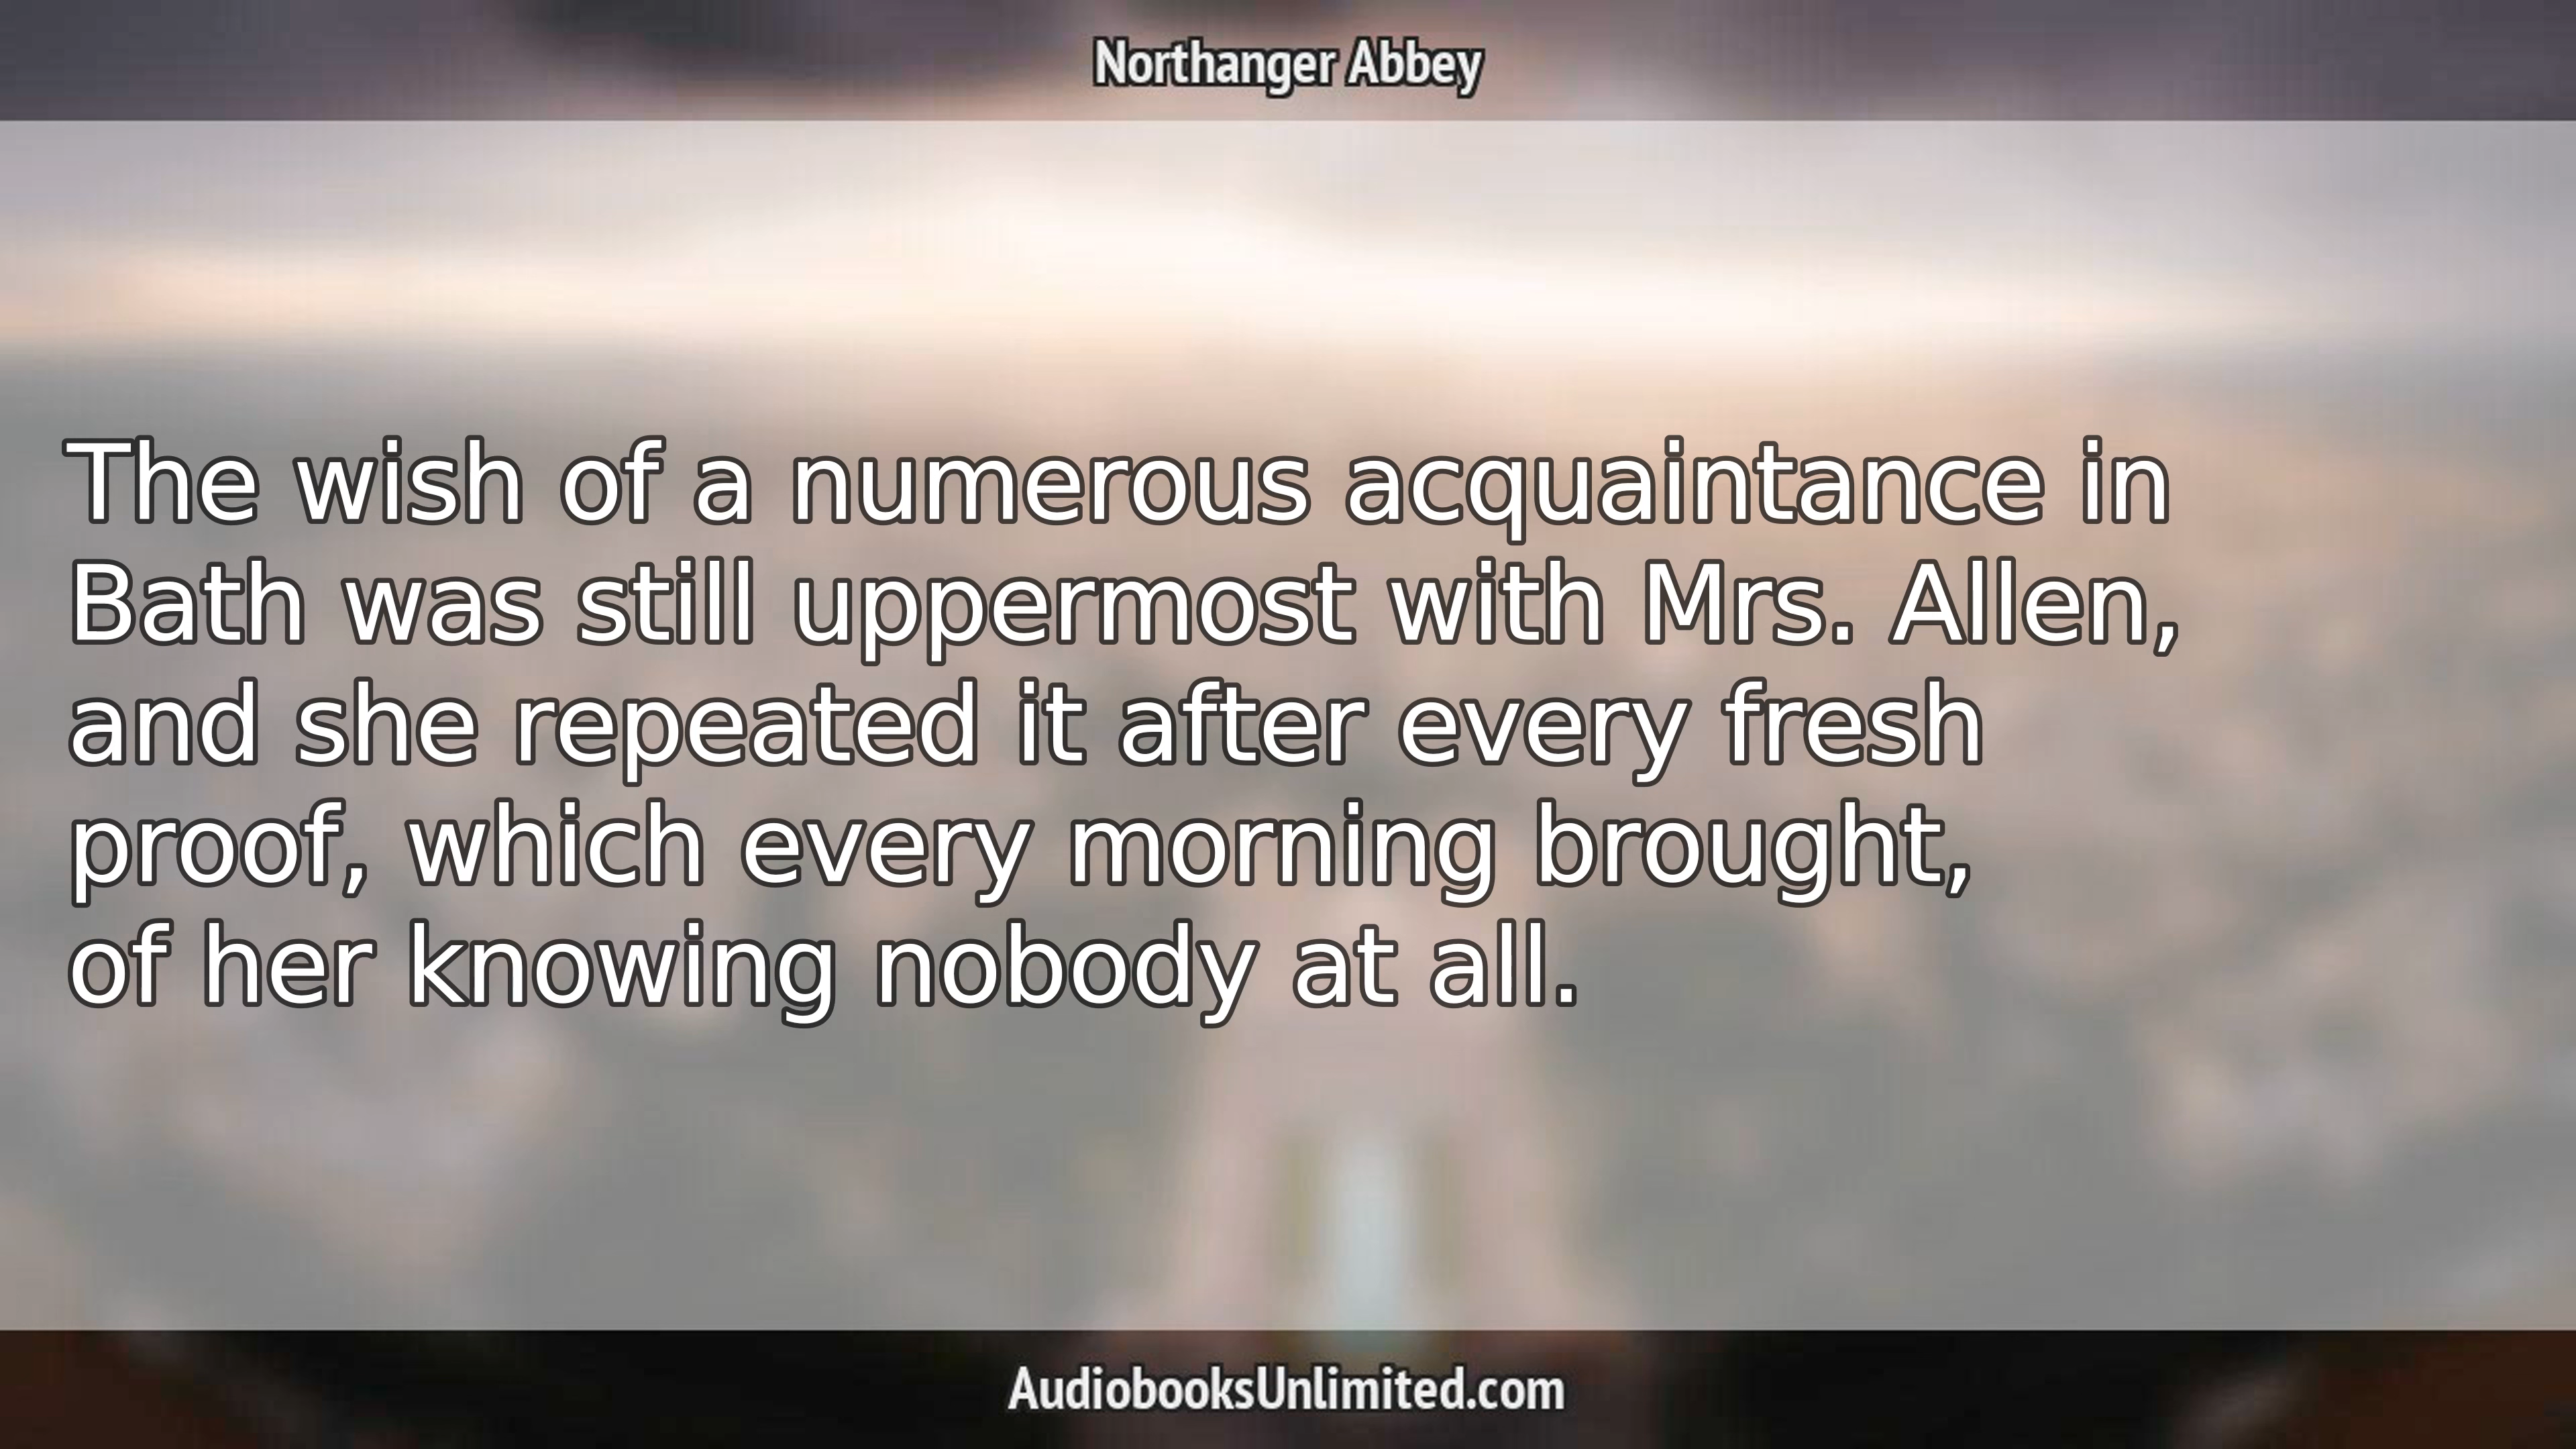 Northanger Abbey
The wish of a numerous acquaintance in
Bath was still uppermost with Mrs. Allen,
and she repeated it after every fresh
proof, which every morning brought,
of her knowing nobody at all.
AudiobooksUnlimited.com